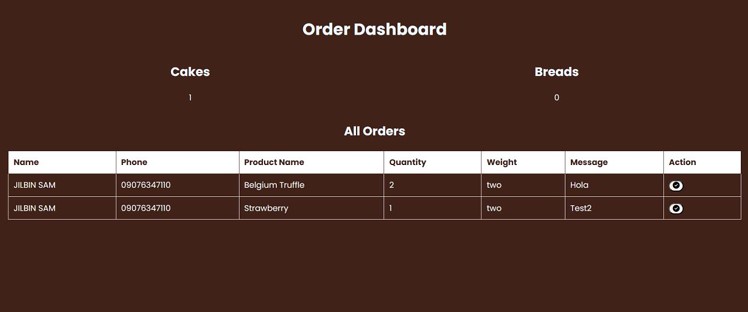 Order Dashboard
Cakes Breads
1 0
All Orders
Name Phone Product Name Quantity Weight Message Action
JILBIN SAM 09076347110 Belgium Truffle 2 two Hola
JILBIN SAM 09076347110 Strawberry 1 two Test2